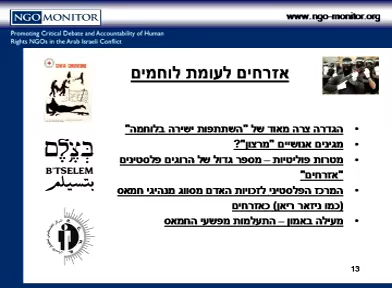 NGO MONITOR
www.ngo-monitor.org
Promoting Critical Debate and Accountability of Human
Rights NGOs in the Arab Israeli Conflict
אזרחים לעומת לוחמים
• הגדרה צרה מאוד של "השתתפות ישירה בלוחמה"
• מגינים אנושיים "מרצון"?
• מטרות פוליטיות – מספר גדול של הרוגים פלסטינים
"אזרחים"
• המרכז הפלסטיני לזכויות האדם מסווג מנהיגי חמאס
(כמו ניזאר ריאן) כאזרחים
• מעילה באמון – התעלמות מפשעי החמאס
בצלם
B'TSELEM
بتسيلم
13